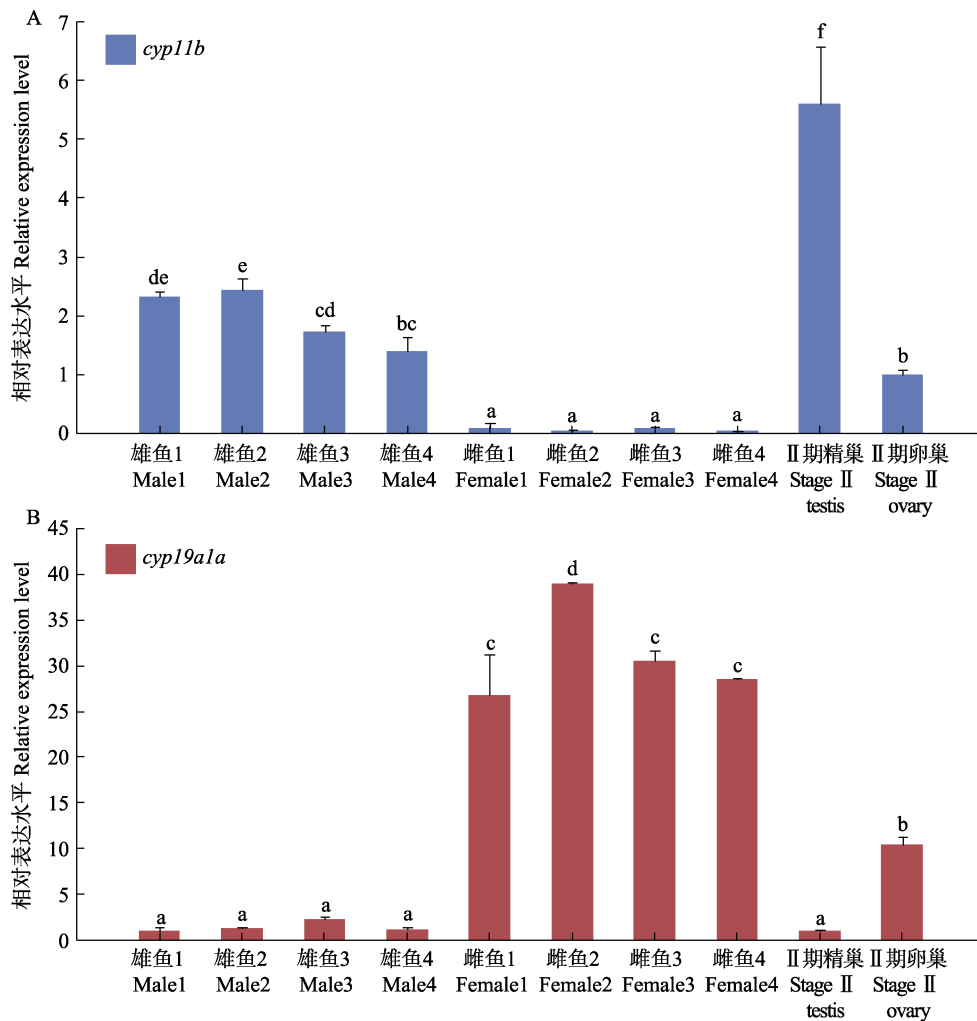 A
相对表达水平 Relative expression level
7
6
5
4
3
2
1
0
cyp11b
de
e
cd
bc
a
a
a
a
f
b
雄鱼1 雄鱼2 雄鱼3 雄鱼4 雌鱼1 雌鱼2 雌鱼3 雌鱼4 Ⅱ期精巢 Ⅱ期卵巢
Male1 Male2 Male3 Male4 Female1 Female2 Female3 Female4 Stage Ⅱ Stage Ⅱ
testis ovary
B
相对表达水平 Relative expression level
45
40
35
30
25
20
15
10
5
0
cyp19a1a
a
a
a
a
c
d
c
c
a
b
雄鱼1 雄鱼2 雄鱼3 雄鱼4 雌鱼1 雌鱼2 雌鱼3 雌鱼4 Ⅱ期精巢 Ⅱ期卵巢
Male1 Male2 Male3 Male4 Female1 Female2 Female3 Female4 Stage Ⅱ Stage Ⅱ
testis ovary